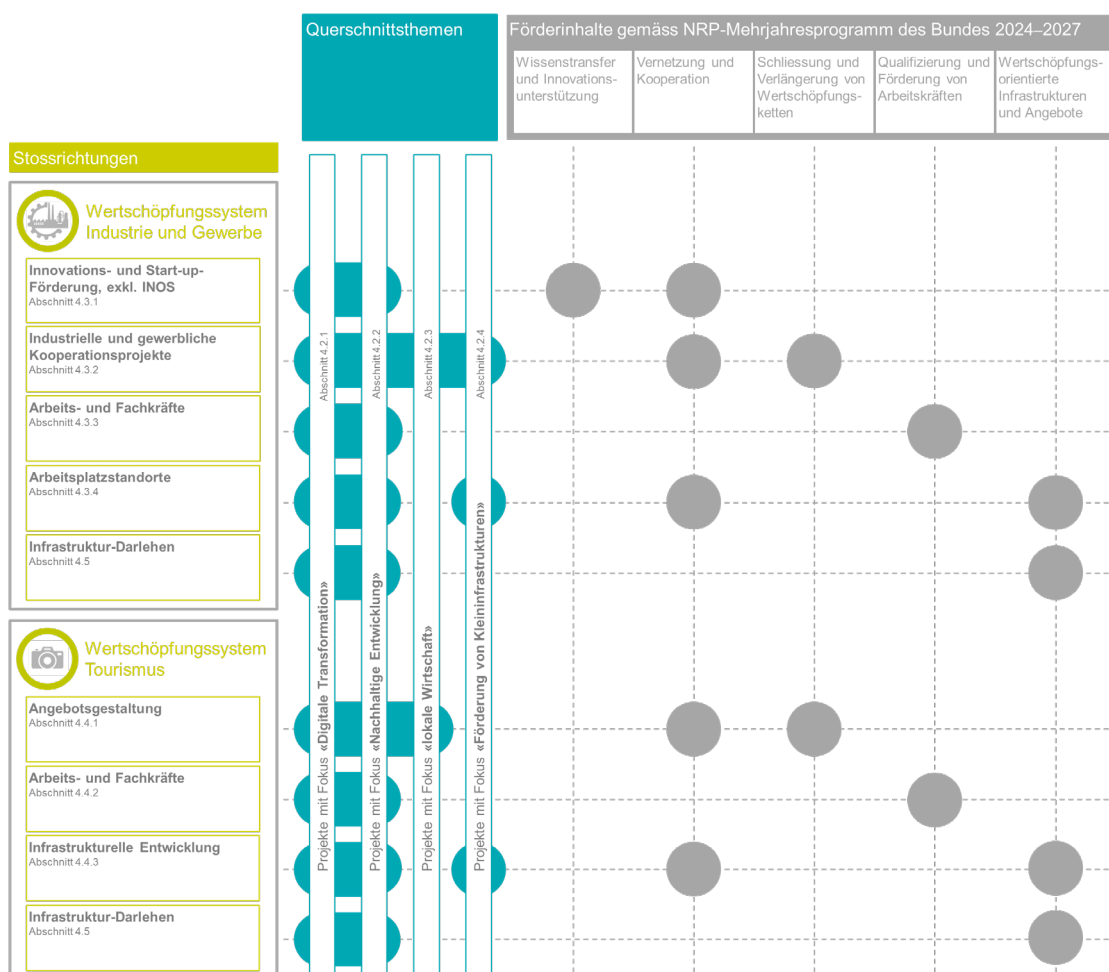 Querschnittsthemen
Förderinhalte gemäss NRP-Mehrjahresprogramm des Bundes 2024–2027
Wissenstransfer
und Innovations-
unterstützung
Vernetzung und
Kooperation
Schliessung und
Verlängerung von
Wertschöpfungs-
ketten
Qualifizierung und
Förderung von
Arbeitskräften
Wertschöpfungs-
orientierte
Infrastrukturen
und Angebote
Stossrichtungen
Wertschöpfungssystem
Industrie und Gewerbe
Innovations- und Start-up-
Förderung, exkl. INOS
Abschnitt 4.3.1
Industrielle und gewerbliche
Kooperationsprojekte
Abschnitt 4.3.2
Arbeits- und Fachkräfte
Abschnitt 4.3.3
Arbeitsplatzstandorte
Abschnitt 4.3.4
Infrastruktur-Darlehen
Abschnitt 4.5
Wertschöpfungssystem
Tourismus
Angebotsgestaltung
Abschnitt 4.4.1
Arbeits- und Fachkräfte
Abschnitt 4.4.2
Infrastrukturelle Entwicklung
Abschnitt 4.4.3
Infrastruktur-Darlehen
Abschnitt 4.5
Projekte mit Fokus «Digitale Transformation»
Abschnitt 4.2.1
Projekte mit Fokus «Nachhaltige Entwicklung»
Abschnitt 4.2.2
Projekte mit Fokus «lokale Wirtschaft»
Abschnitt 4.2.3
Projekte mit Fokus «Förderung von Kleininfrastrukturen»
Abschnitt 4.2.4